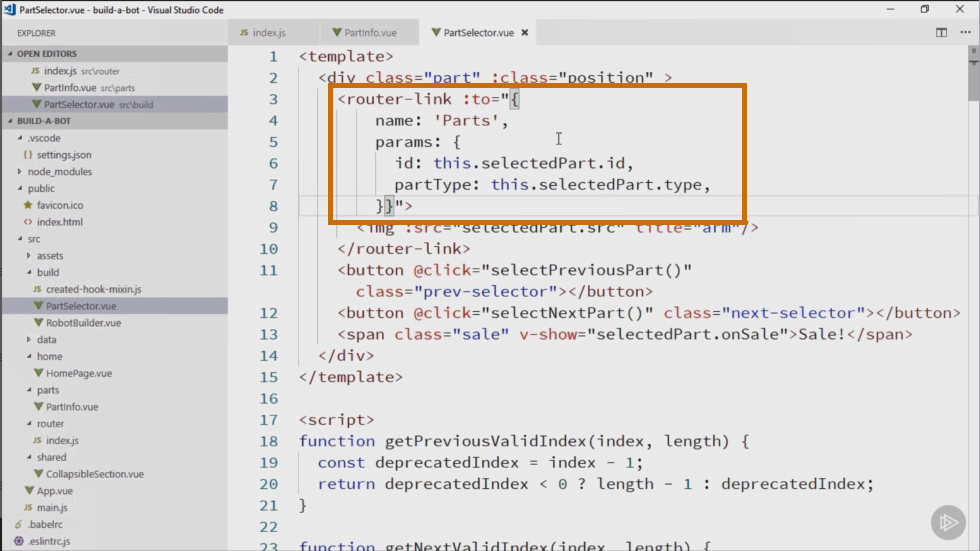 PartSelector.vue - build-a-bot - Visual Studio Code
EXPLORER
OPEN EDITORS
JS index.js src\router
PartInfo.vue src\parts
PartSelector.vue src\build
BUILD-A-BOT
.vscode
{} settings.json
node_modules
public
favicon.ico
<> index.html
src
assets
build
JS created-hook-mixin.js
PartSelector.vue
RobotBuilder.vue
data
home
HomePage.vue
parts
PartInfo.vue
router
JS index.js
shared
CollapsibleSection.vue
App.vue
JS main.js
.babelrc
.eslintrc.js
JS index.js
PartInfo.vue
PartSelector.vue ×
1 <template>
2 <div class="part" :class="position" >
3 <router-link :to="{
4 name: 'Parts',
5 params: {
6 id: this.selectedPart.id,
7 partType: this.selectedPart.type,
8 }}">
9 <img :src="selectedPart.src" title="arm"/>
10 </router-link>
11 <button @click="selectPreviousPart()"
class="prev-selector"></button>
12 <button @click="selectNextPart()" class="next-selector"></button>
13 <span class="sale" v-show="selectedPart.onSale">Sale!</span>
14 </div>
15 </template>
16
17 <script>
18 function getPreviousValidIndex(index, length) {
19 const deprecatedIndex = index - 1;
20 return deprecatedIndex < 0 ? length - 1 : deprecatedIndex;
21 }
22
23 function getNextValidIndex(index, length) {